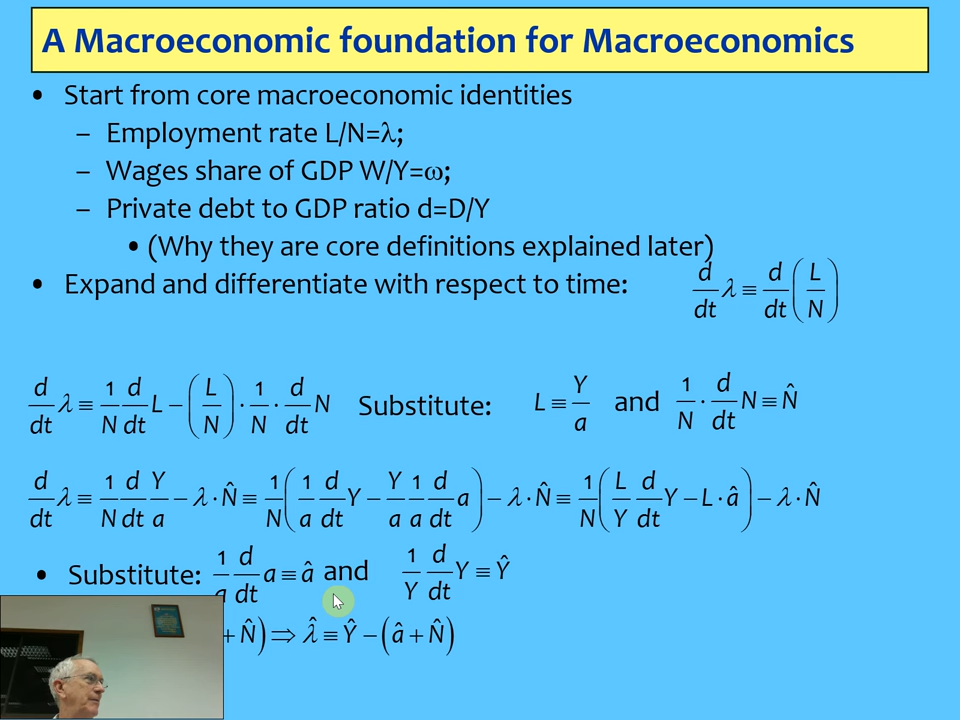 A Macroeconomic foundation for Macroeconomics
• Start from core macroeconomic identities
– Employment rate L/N=λ;
– Wages share of GDP W/Y=ω;
– Private debt to GDP ratio d=D/Y
• (Why they are core definitions explained later)
• Expand and differentiate with respect to time: d/dt λ ≡ d/dt (L/N)
d/dt λ ≡ 1/N d/dt L − (L/N) · 1/N · d/dt N Substitute: L ≡ Y/a and 1/N · d/dt N ≡ N̂
d/dt λ ≡ 1/N d/dt Y/a − λ · N̂ ≡ 1/N (1/a d/dt Y − Y/a 1/a d/dt a) − λ · N̂ ≡ 1/N (L/Y d/dt Y − L · â) − λ · N̂
• Substitute: 1/a d/dt a ≡ â and 1/Y d/dt Y ≡ Ŷ
+ N̂) ⇒ λ̂ ≡ Ŷ − (â + N̂)